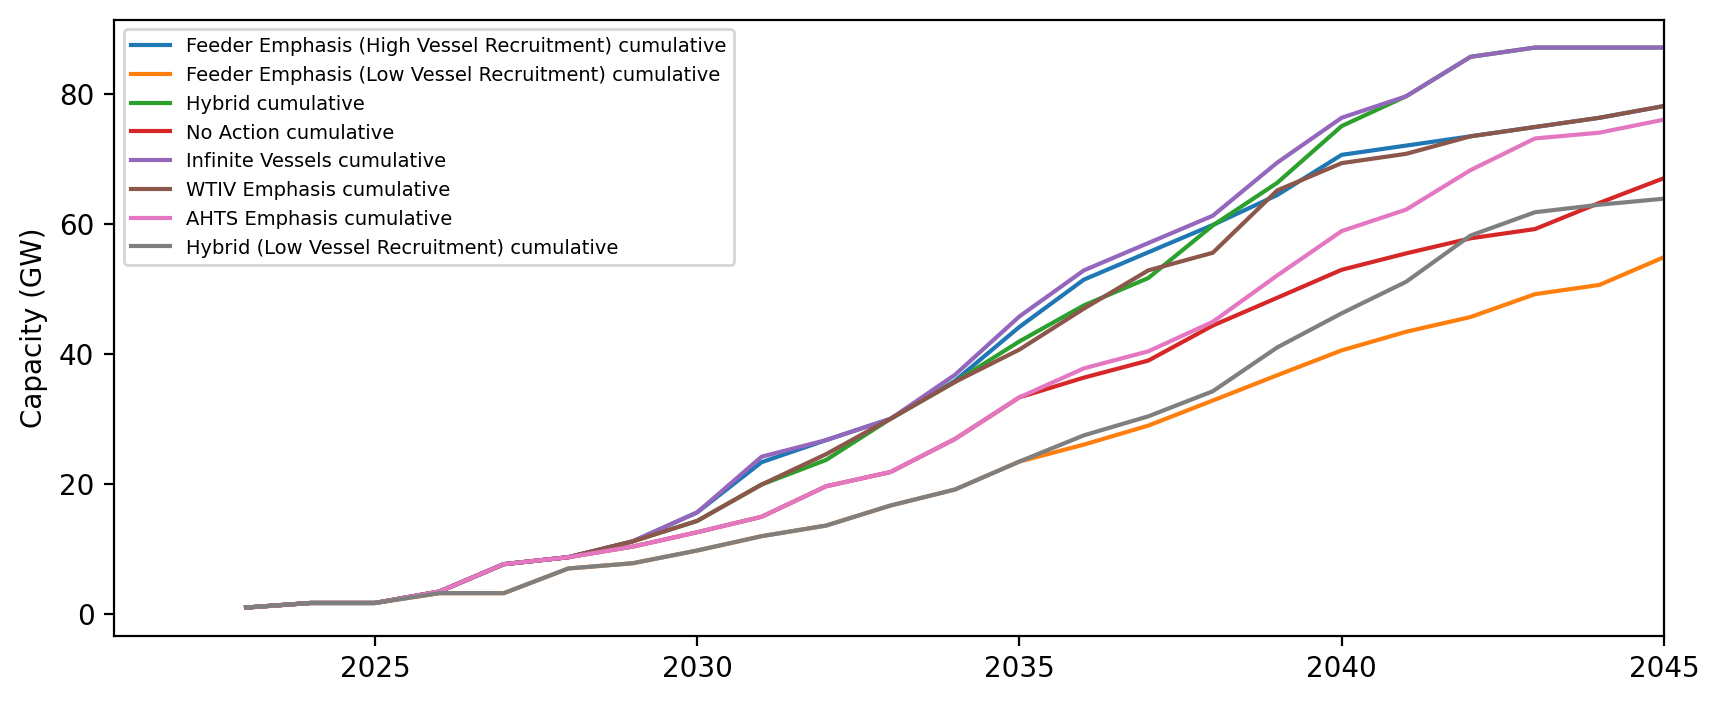 Feeder Emphasis (High Vessel Recruitment) cumulative
Feeder Emphasis (Low Vessel Recruitment) cumulative
Hybrid cumulative
No Action cumulative
Infinite Vessels cumulative
WTIV Emphasis cumulative
AHTS Emphasis cumulative
Hybrid (Low Vessel Recruitment) cumulative
Capacity (GW)
80
60
40
20
0
2025 2030 2035 2040 2045